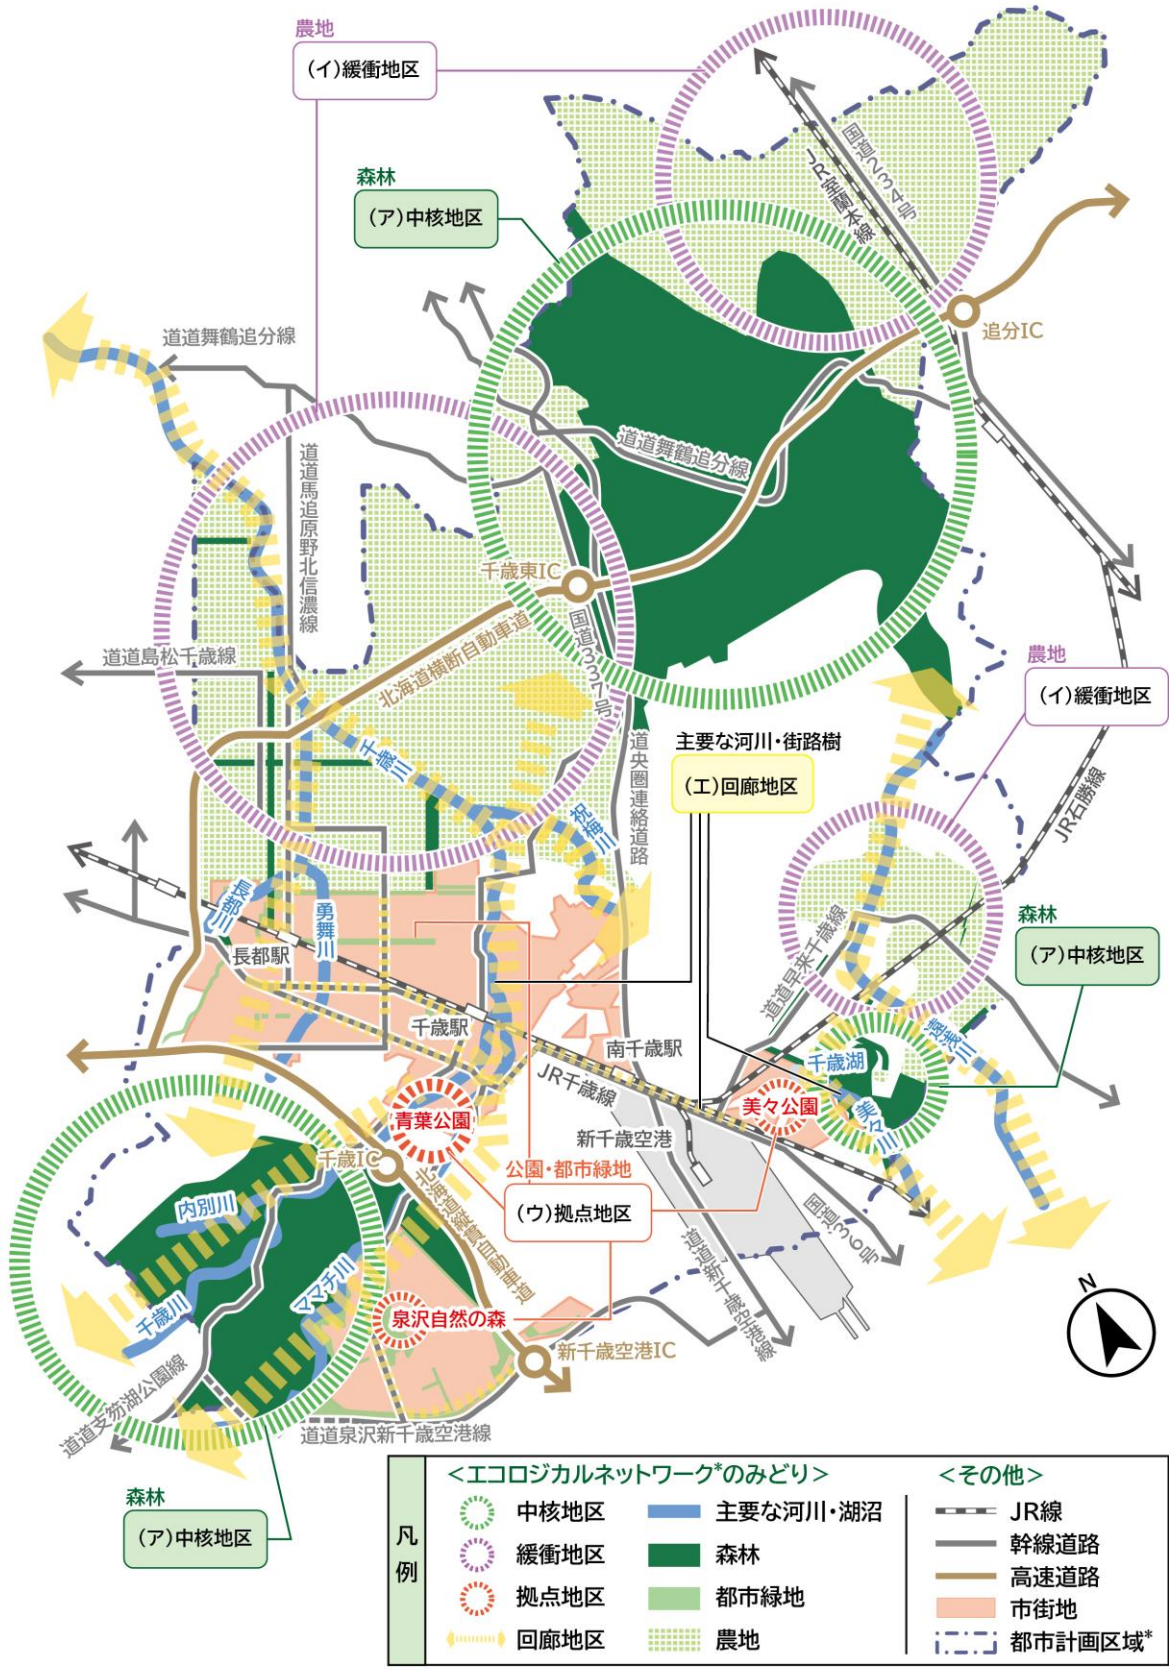 農地
(イ)緩衝地区
森林
(ア)中核地区
国道234号
JR室蘭本線
追分IC
道道舞鶴追分線
道道舞鶴追分線
道道馬追原野北信濃線
千歳東IC
国道337号
北海道横断自動車道
道道島松千歳線
千歳川
祝梅川
道央圏連絡道路
主要な河川・街路樹
(エ)回廊地区
農地
(イ)緩衝地区
JR石勝線
長都川
勇舞川
長都駅
千歳駅
南千歳駅
JR千歳線
道道早来千歳線
森林
(ア)中核地区
千歳湖
遠浅川
美々川
美々公園
青葉公園
新千歳空港
公園・都市緑地
(ウ)拠点地区
千歳IC
北海道縦貫自動車道
内別川
ママチ川
千歳川
泉沢自然の森
新千歳空港IC
道道新千歳空港線
国道36号
N
道道支笏湖公園線
道道泉沢新千歳空港線
森林
(ア)中核地区
凡例
<エコロジカルネットワーク*のみどり>
中核地区
緩衝地区
拠点地区
回廊地区
主要な河川・湖沼
森林
都市緑地
農地
<その他>
JR線
幹線道路
高速道路
市街地
都市計画区域*